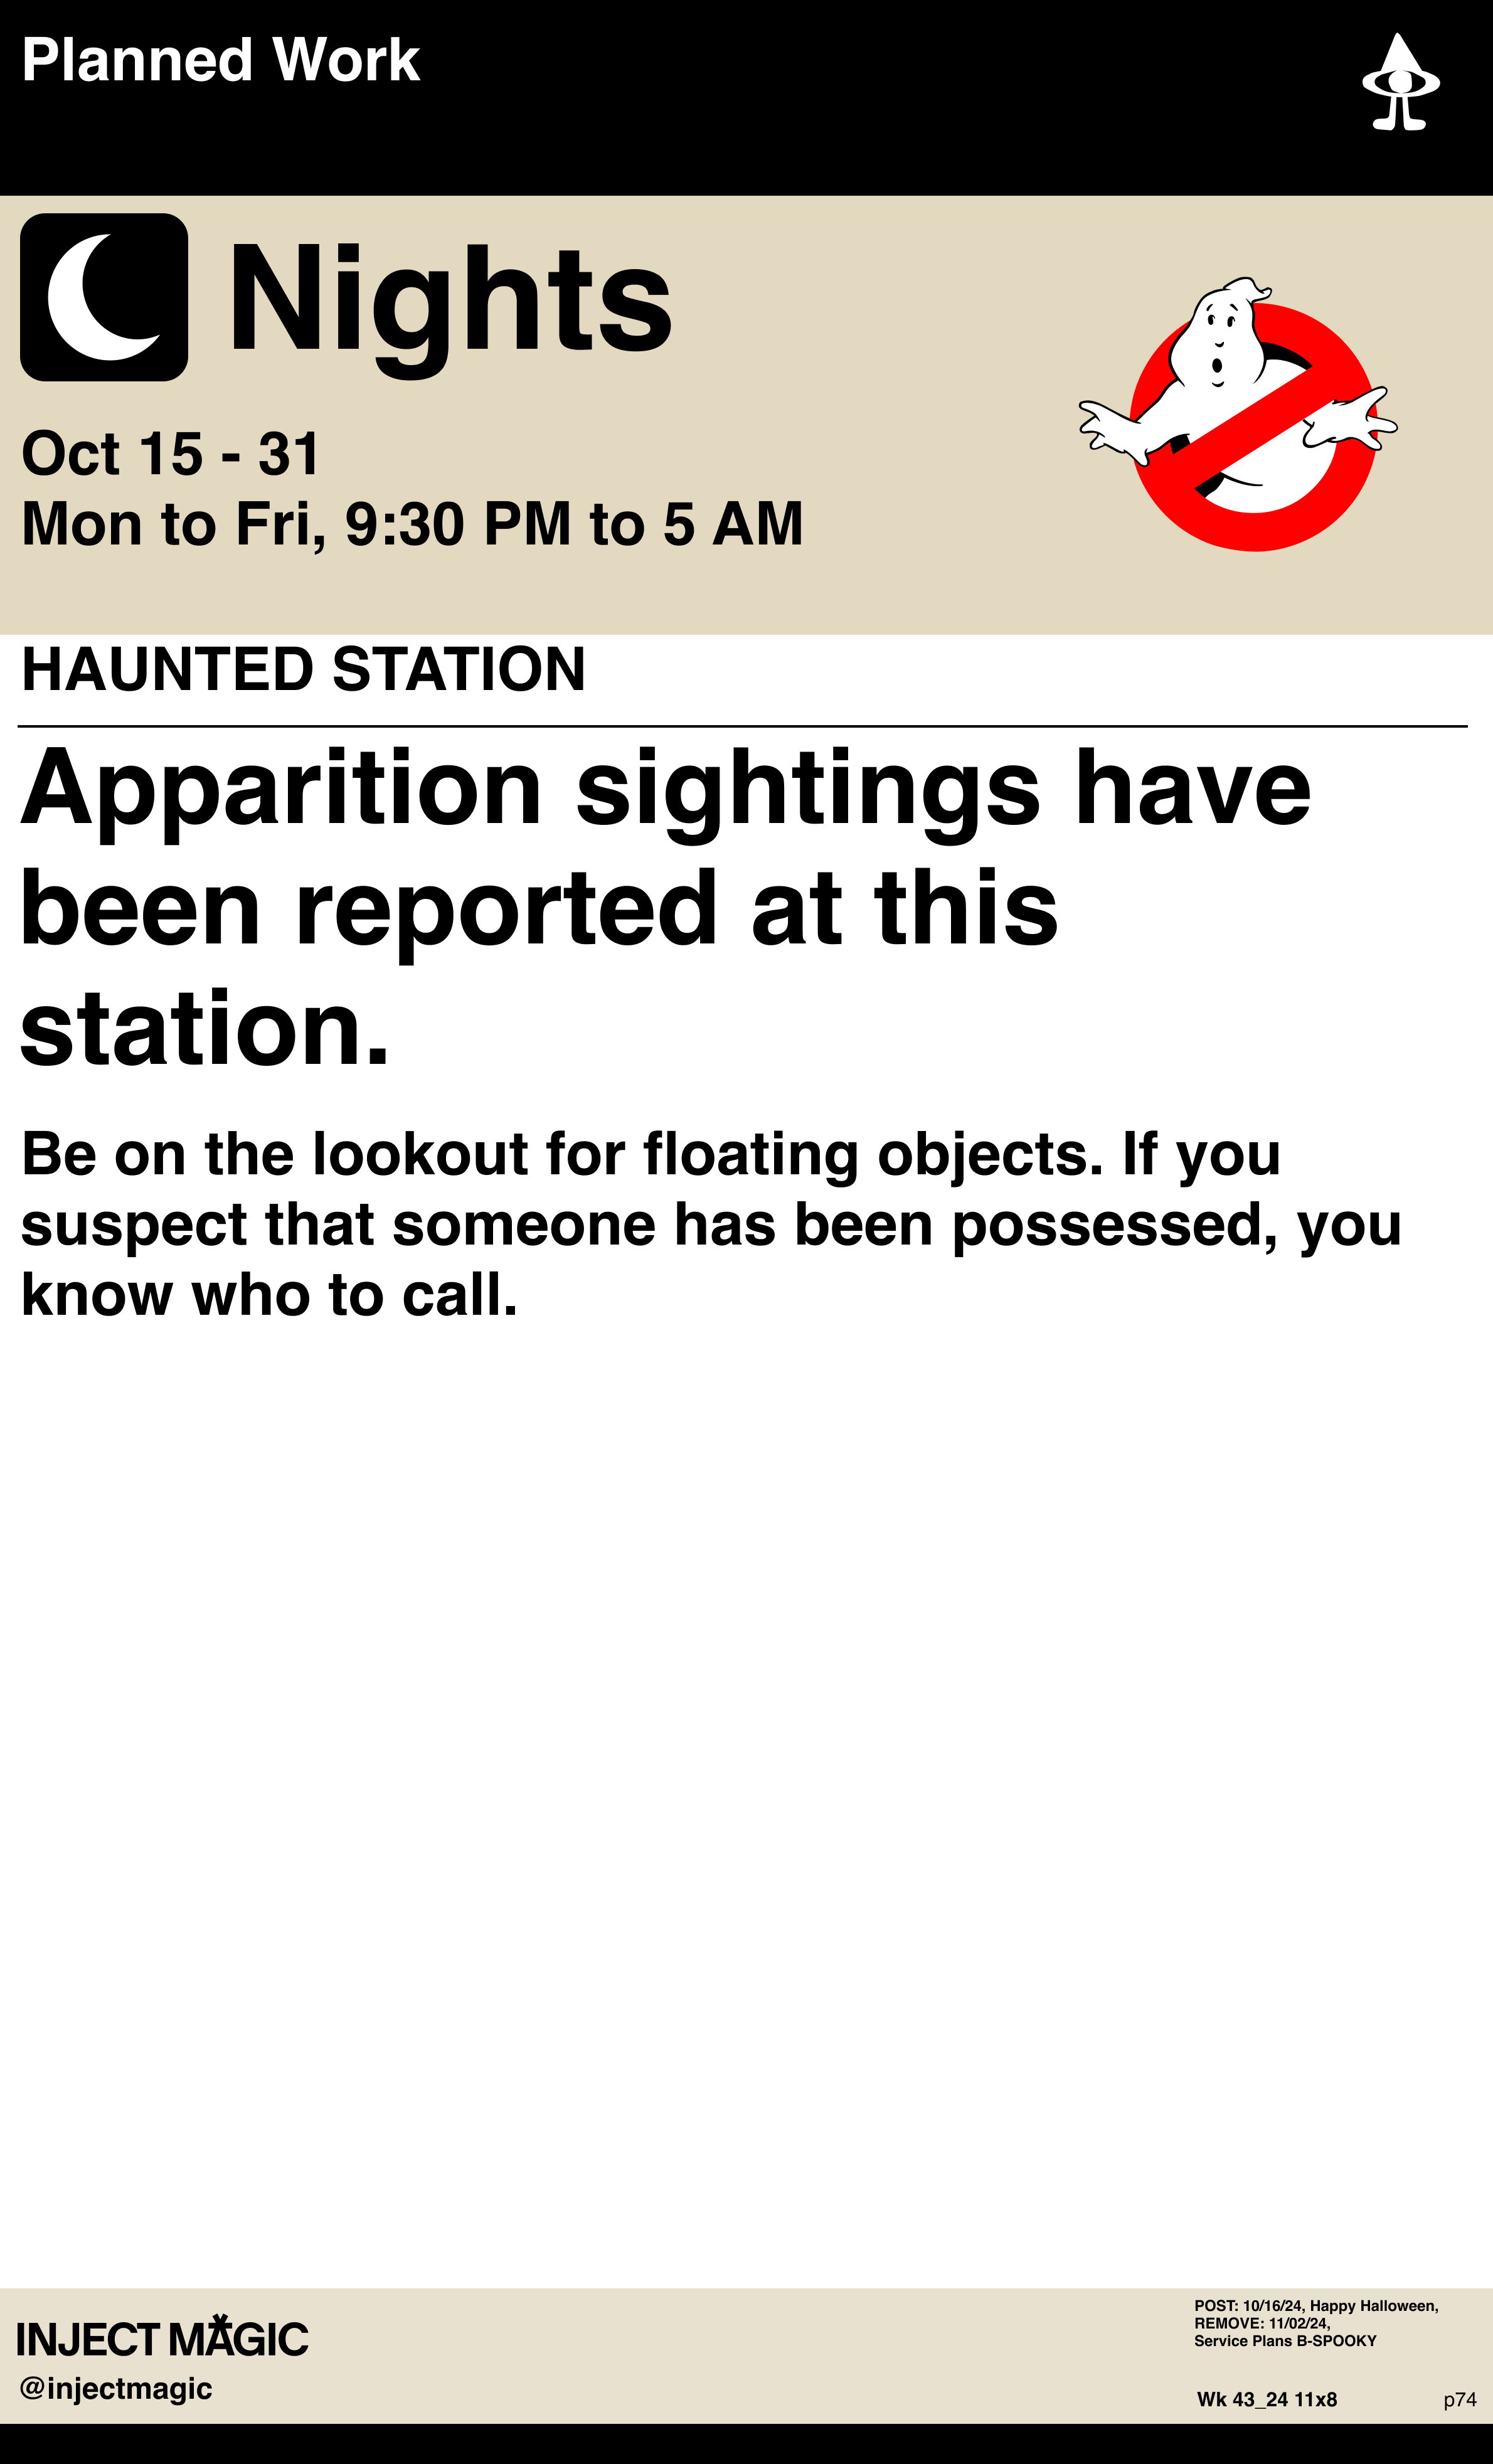 Planned Work
Nights
Oct 15 - 31
Mon to Fri, 9:30 PM to 5 AM
HAUNTED STATION
Apparition sightings have
been reported at this
station.
Be on the lookout for floating objects. If you
suspect that someone has been possessed, you
know who to call.
INJECT MAGIC
@injectmagic
POST: 10/16/24, Happy Halloween,
REMOVE: 11/02/24,
Service Plans B-SPOOKY
Wk 43_24 11x8
p74